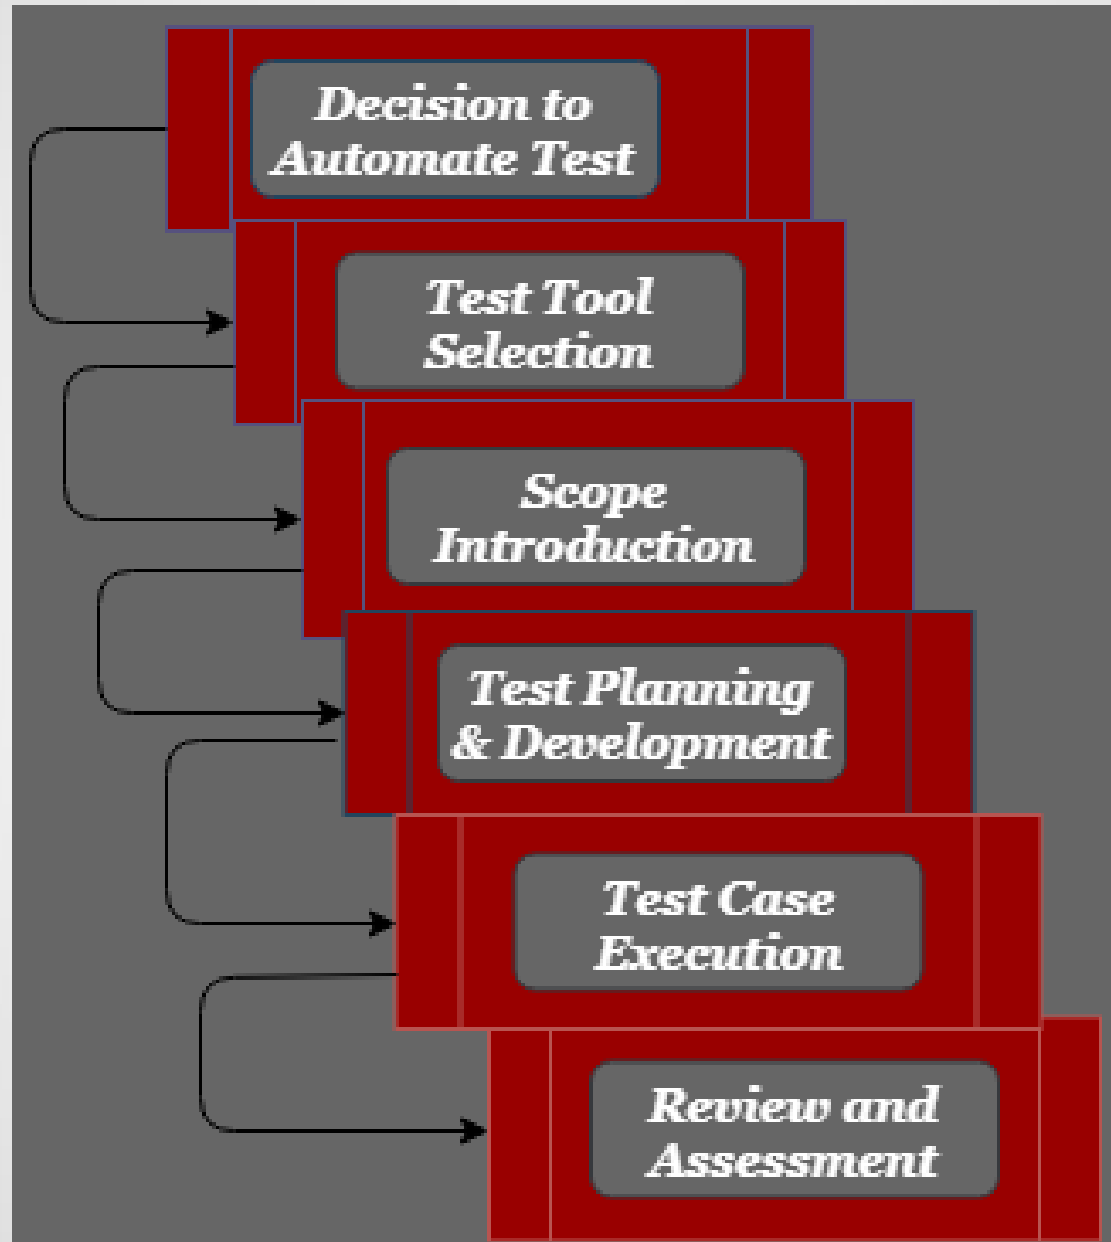 Decision to
Automate Test
Test Tool
Selection
Scope
Introduction
Test Planning
& Development
Test Case
Execution
Review and
Assessment